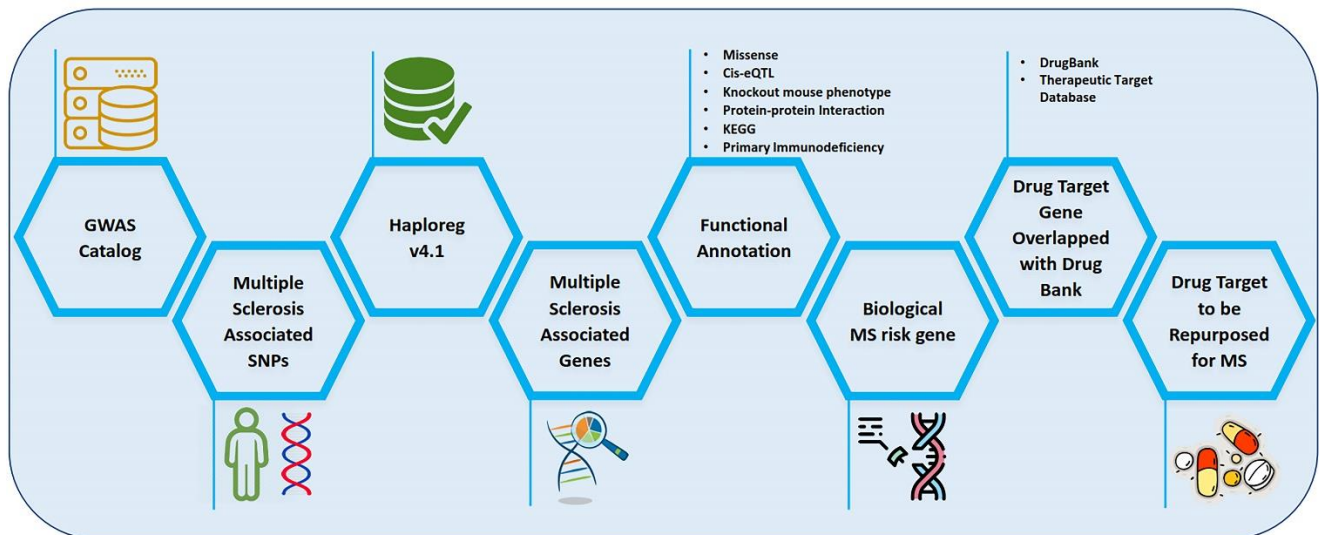 • Missense
• Cis-eQTL
• Knockout mouse phenotype
• Protein-protein Interaction
• KEGG
• Primary Immunodeficiency
• DrugBank
• Therapeutic Target
Database
GWAS
Catalog
Multiple
Sclerosis
Associated
SNPs
Haploreg
v4.1
Multiple
Sclerosis
Associated
Genes
Functional
Annotation
Biological
MS risk gene
Drug Target
Gene
Overlapped
with Drug
Bank
Drug Target
to be
Repurposed
for MS